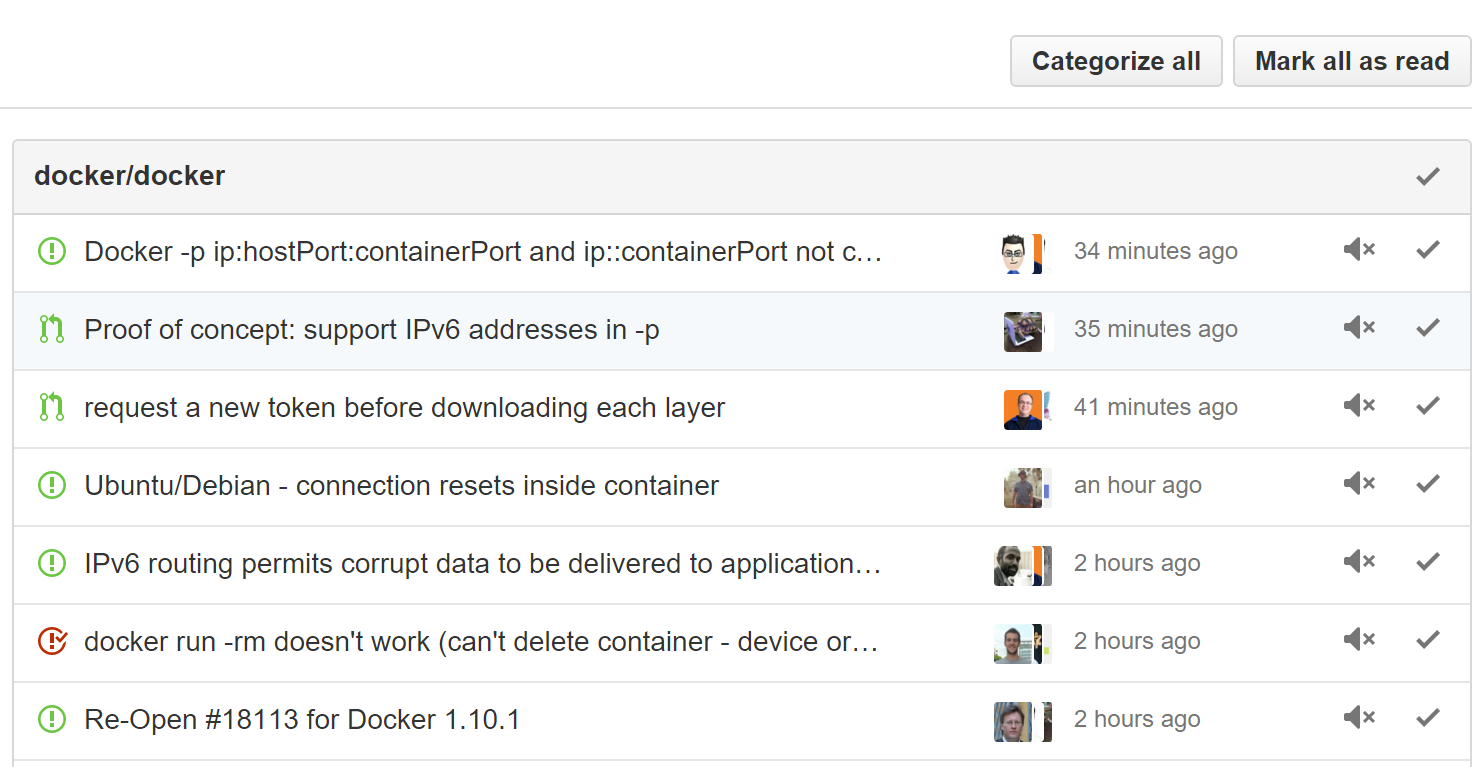 Categorize all Mark all as read
docker/docker
Docker -p ip:hostPort:containerPort and ip::containerPort not c… 34 minutes ago
Proof of concept: support IPv6 addresses in -p 35 minutes ago
request a new token before downloading each layer 41 minutes ago
Ubuntu/Debian - connection resets inside container an hour ago
IPv6 routing permits corrupt data to be delivered to application… 2 hours ago
docker run -rm doesn't work (can't delete container - device or… 2 hours ago
Re-Open #18113 for Docker 1.10.1 2 hours ago